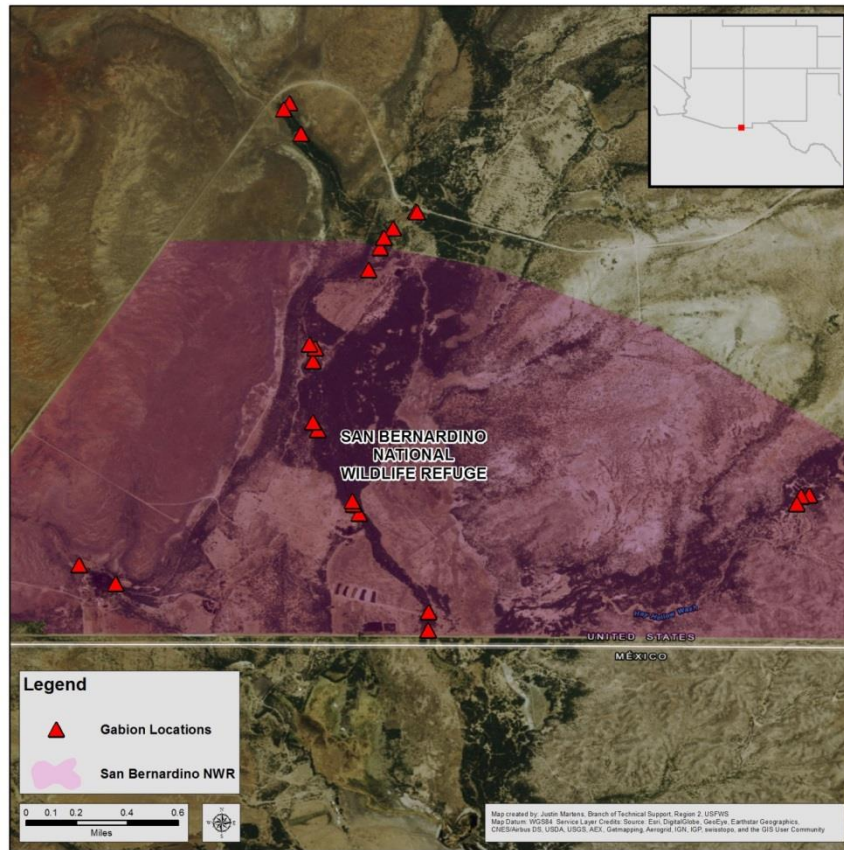 SAN BERNARDINO
NATIONAL
WILDLIFE REFUGE
Hay Hollow Wash
UNITED STATES
MÉXICO
Legend
Gabion Locations
San Bernardino NWR
0 0.1 0.2 0.4 0.6
Miles
N
W E
S
Map created by: Justin Martens, Branch of Technical Support, Region 2, USFWS
Map Datum: WGS84 Service Layer Credits: Source: Esri, DigitalGlobe, GeoEye, Earthstar Geographics,
CNES/Airbus DS, USDA, USGS, AEX, Getmapping, Aerogrid, IGN, IGP, swisstopo, and the GIS User Community